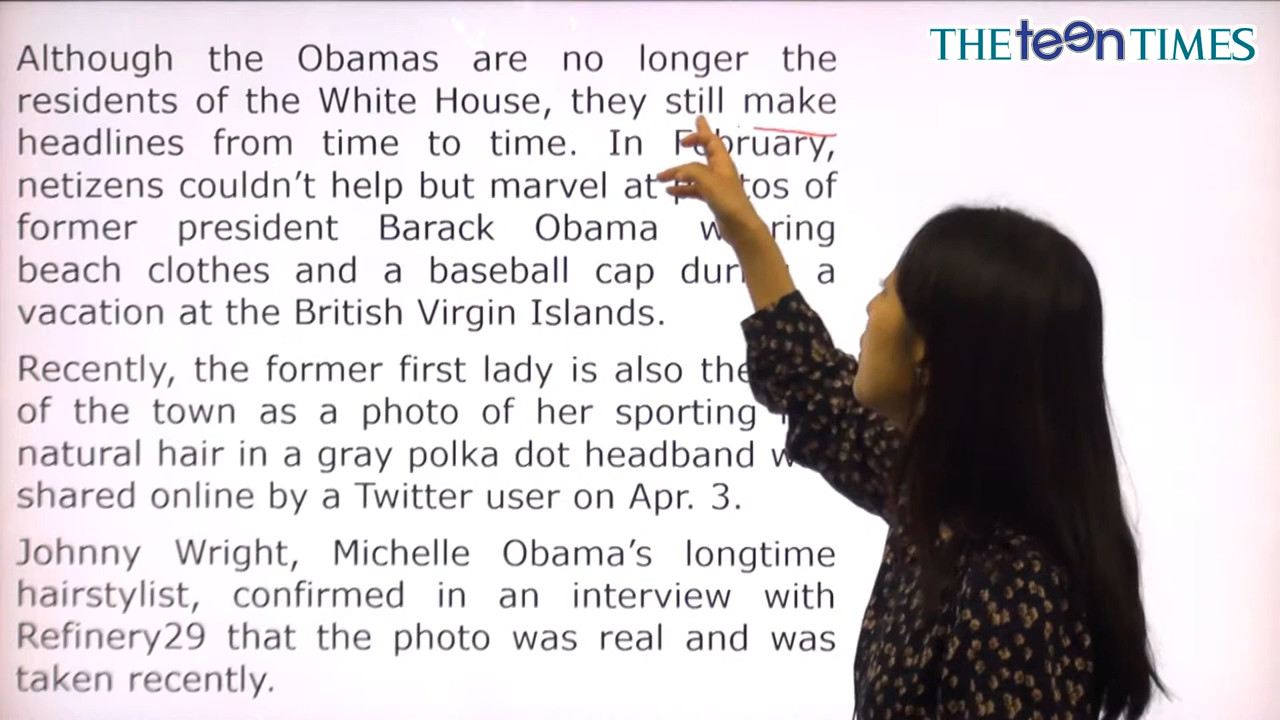 THE teen TIMES
Although the Obamas are no longer the
residents of the White House, they still make
headlines from time to time. In February,
netizens couldn't help but marvel at photos of
former president Barack Obama wearing
beach clothes and a baseball cap during a
vacation at the British Virgin Islands.
Recently, the former first lady is also the
of the town as a photo of her sporting
natural hair in a gray polka dot headband
shared online by a Twitter user on Apr. 3.
Johnny Wright, Michelle Obama's longtime
hairstylist, confirmed in an interview with
Refinery29 that the photo was real and was
taken recently.